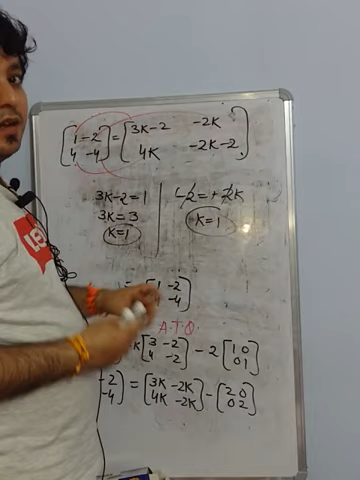 [1 -2 = [3K-2 -2K
4 -4] 4K -2K-2]
3K-2=1 | -2=+2K
3K=3 K=1
K=1
= [1 -2
-4]
A.T.Q
K[3 -2 - 2[1 0
4 -2] 0 1]
-2 = [3K -2K - [2 0
-4] 4K -2K] 0 2]